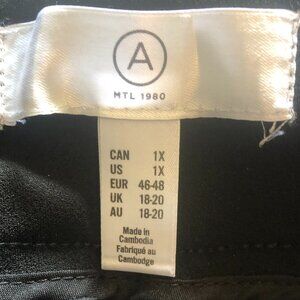 A
MTL 1980
CAN 1X
US 1X
EUR 46-48
UK 18-20
AU 18-20
Made in
Cambodia
Fabriqué au
Cambodge